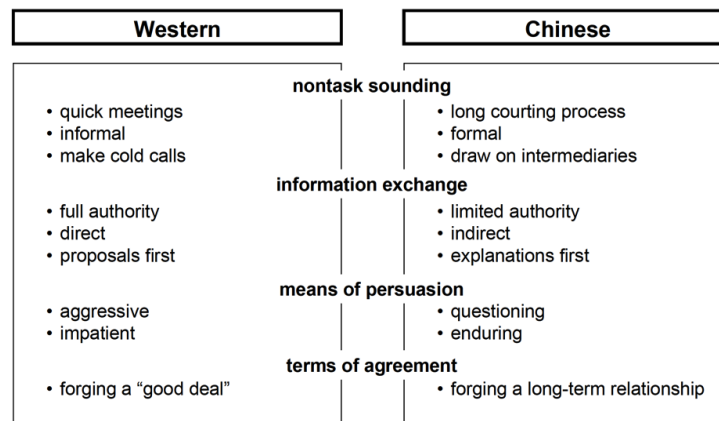 Western
Chinese
nontask sounding
• quick meetings
• informal
• make cold calls
• long courting process
• formal
• draw on intermediaries
information exchange
• full authority
• direct
• proposals first
• limited authority
• indirect
• explanations first
means of persuasion
• aggressive
• impatient
• questioning
• enduring
terms of agreement
• forging a “good deal”
• forging a long-term relationship